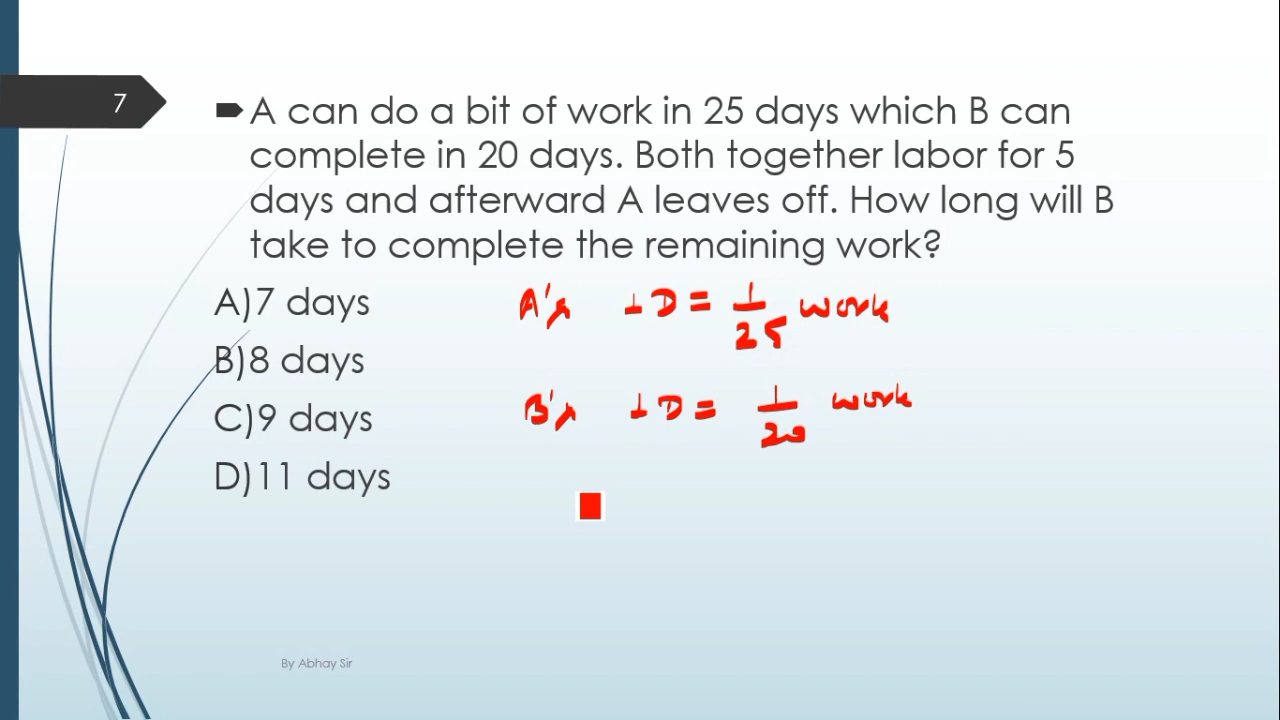 7
A can do a bit of work in 25 days which B can
complete in 20 days. Both together labor for 5
days and afterward A leaves off. How long will B
take to complete the remaining work?
A)7 days
A's 1D = 1/25 work
B)8 days
C)9 days
B's 1D = 1/20 work
D)11 days
By Abhay Sir